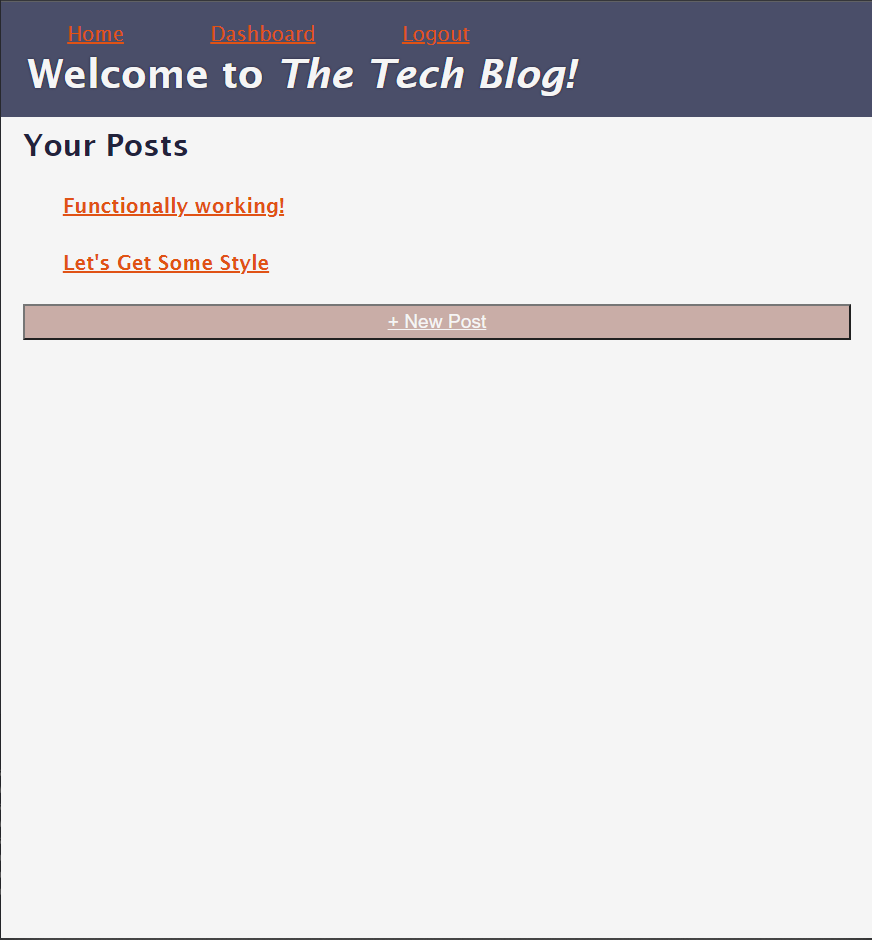 Home Dashboard Logout
Welcome to The Tech Blog!
Your Posts
Functionally working!
Let's Get Some Style
+ New Post